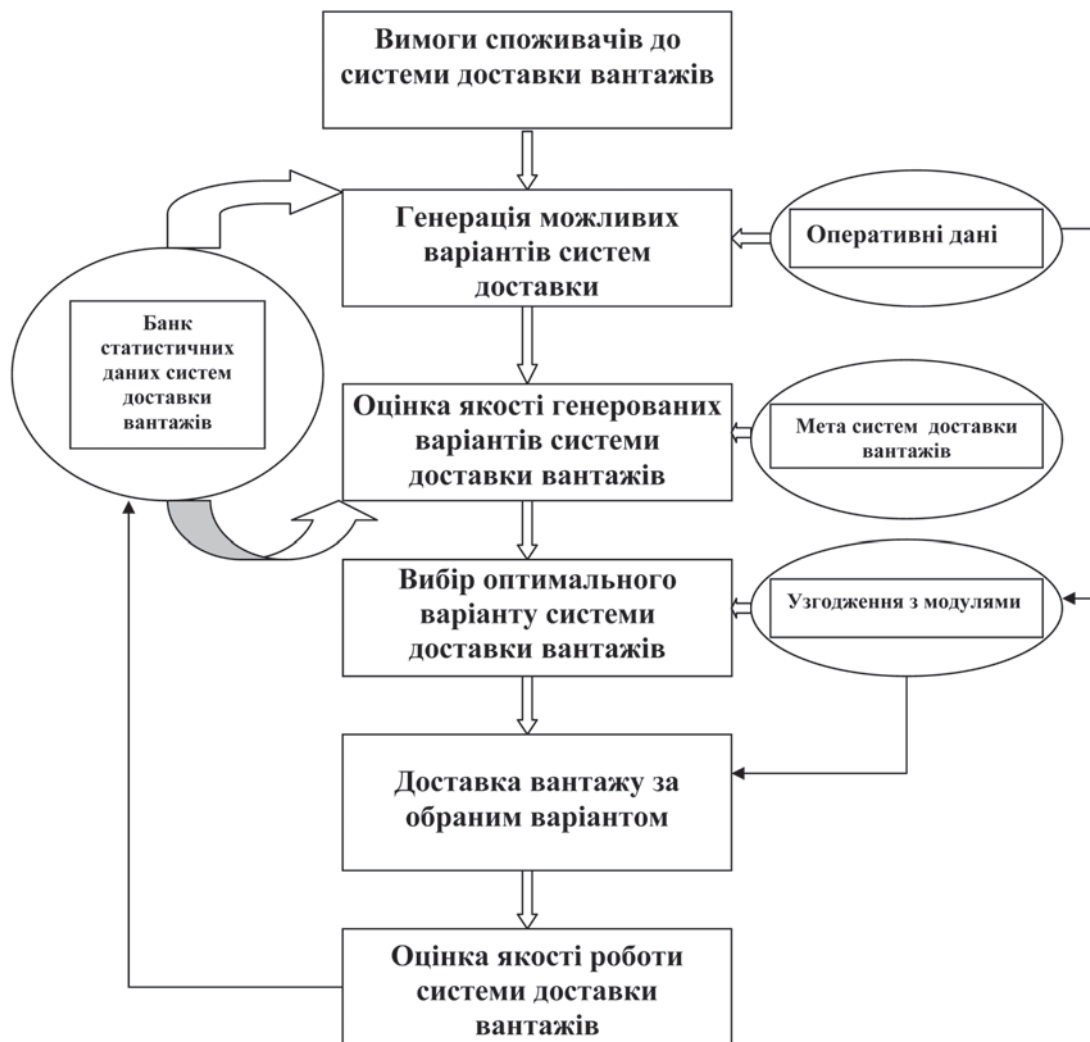 Вимоги споживачів до
системи доставки вантажів
Генерація можливих
варіантів систем
доставки
Оперативні дані
Банк
статистичних
даних систем
доставки
вантажів
Оцінка якості генерованих
варіантів системи
доставки вантажів
Мета систем доставки
вантажів
Вибір оптимального
варіанту системи
доставки вантажів
Узгодження з модулями
Доставка вантажу за
обраним варіантом
Оцінка якості роботи
системи доставки
вантажів